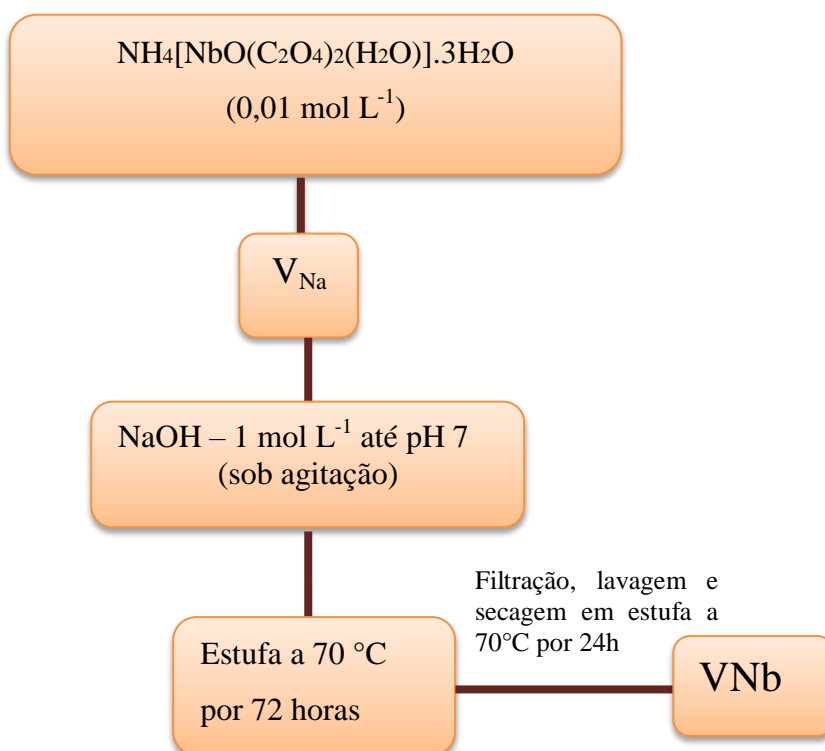 NH₄[NbO(C₂O₄)₂(H₂O)].3H₂O
(0,01 mol L⁻¹)
V_Na
NaOH – 1 mol L⁻¹ até pH 7
(sob agitação)
Estufa a 70 °C
por 72 horas
Filtração, lavagem e
secagem em estufa a
70°C por 24h
VNb